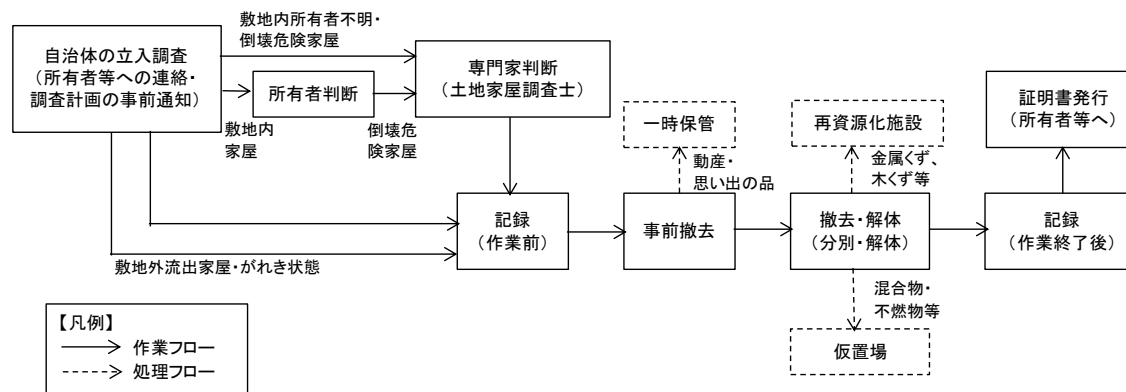 敷地内所有者不明・
倒壊危険家屋
自治体の立入調査
(所有者等への連絡・
調査計画の事前通知)
所有者判断
専門家判断
(土地家屋調査士)
敷地内
家屋
倒壊危
険家屋
一時保管
再資源化施設
証明書発行
(所有者等へ)
動産・
思い出の品
金属くず、
木くず等
記録
(作業前)
事前撤去
撤去・解体
(分別・解体)
記録
(作業終了後)
敷地外流出家屋・がれき状態
混合物・
不燃物等
仮置場
【凡例】
作業フロー
処理フロー